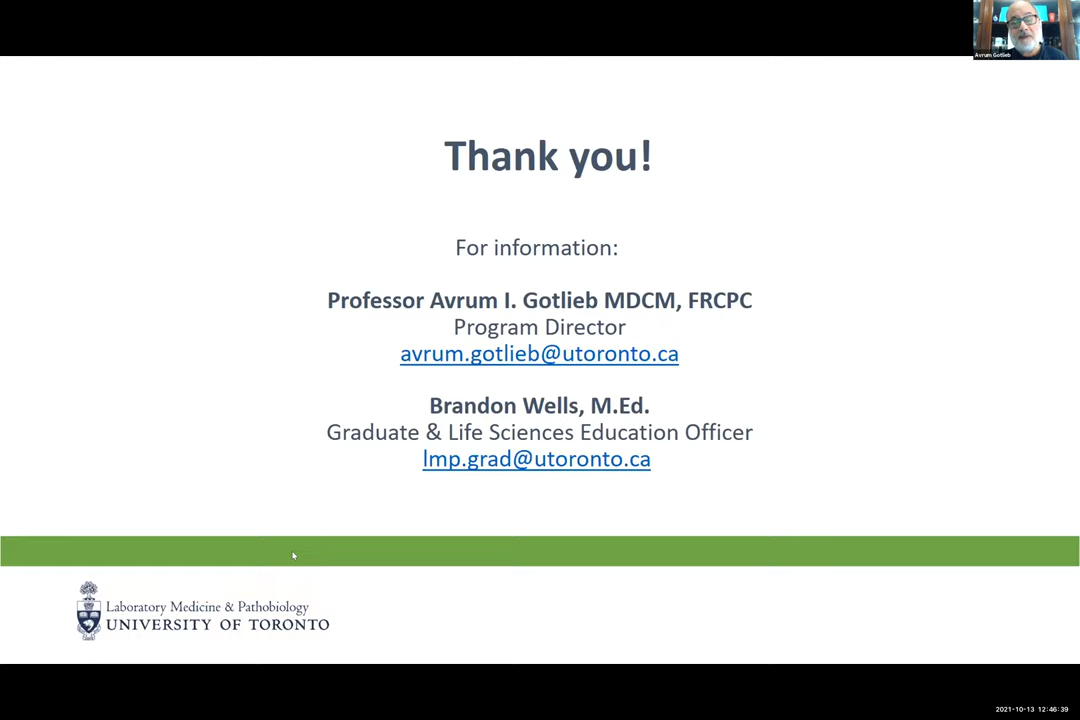 Avrum Gotlieb
Thank you!
For information:
Professor Avrum I. Gotlieb MDCM, FRCPC
Program Director
avrum.gotlieb@utoronto.ca
Brandon Wells, M.Ed.
Graduate & Life Sciences Education Officer
lmp.grad@utoronto.ca
Laboratory Medicine & Pathobiology
UNIVERSITY OF TORONTO
2021-10-13 12:46:39